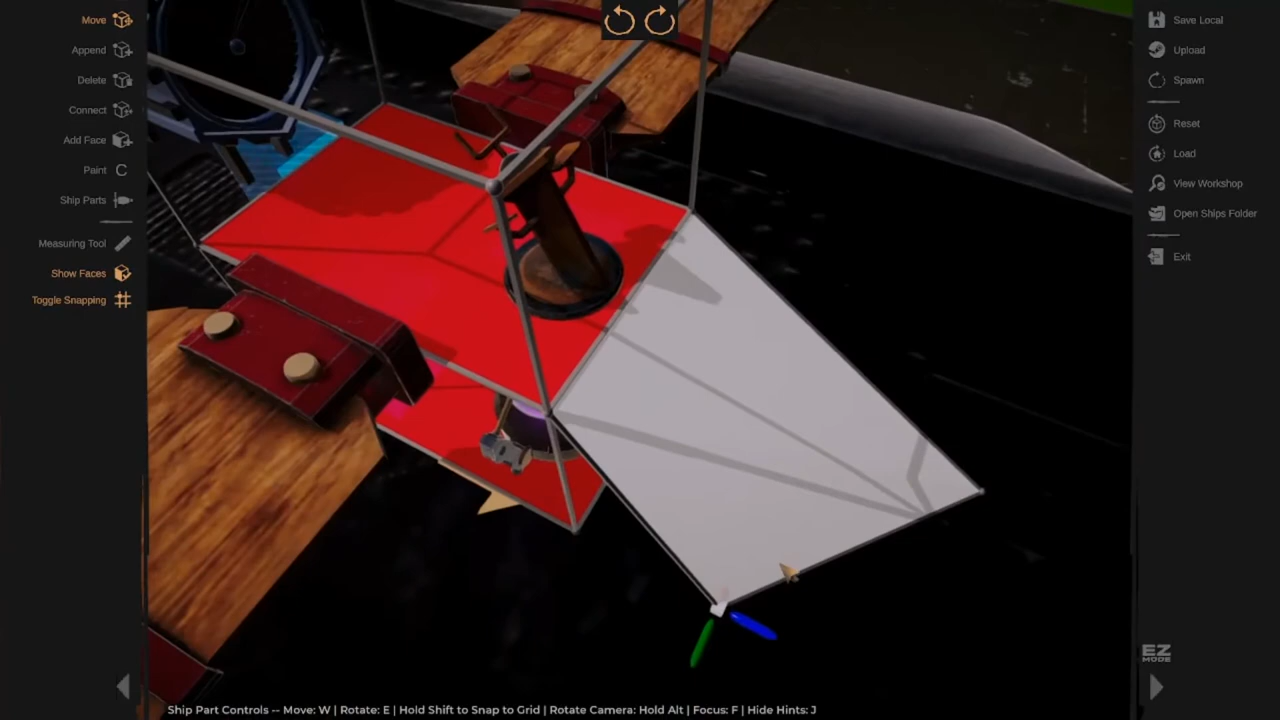 Move
Append
Delete
Connect
Add Face
Paint
Ship Parts
Measuring Tool
Show Faces
Toggle Snapping
Save Local
Upload
Spawn
Reset
Load
View Workshop
Open Ships Folder
Exit
EZ
MODE
Ship Part Controls -- Move: W | Rotate: E | Hold Shift to Snap to Grid | Rotate Camera: Hold Alt | Focus: F | Hide Hints: J